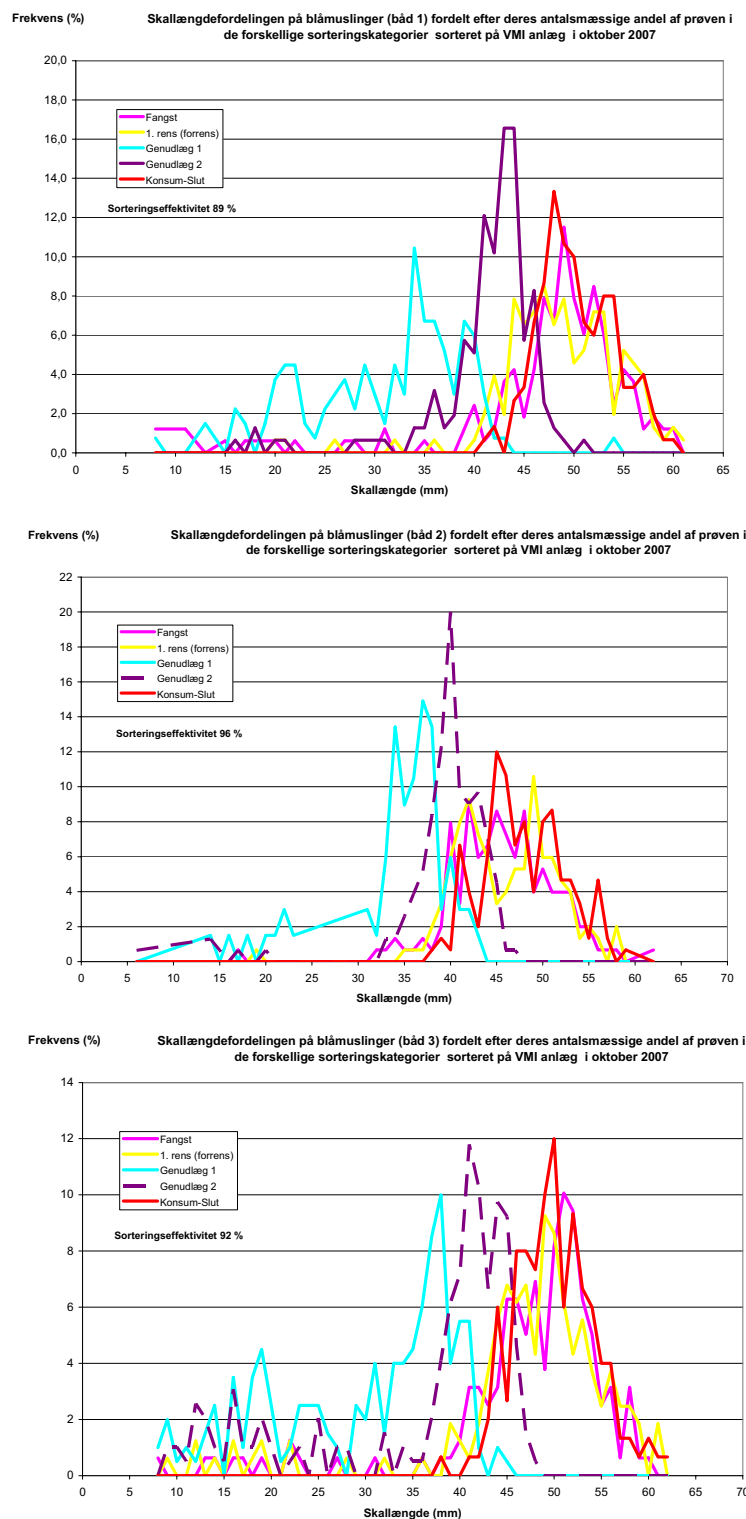 Frekvens (%)
Skallængdefordelingen på blåmuslinger (båd 1) fordelt efter deres antalsmæssige andel af prøven i
de forskellige sorteringskategorier sorteret på VMI anlæg i oktober 2007
20,0
18,0
16,0
14,0
12,0
10,0
8,0
6,0
4,0
2,0
0,0
Fangst
1. rens (forrens)
Genudlæg 1
Genudlæg 2
Konsum-Slut
Sorteringseffektivitet 89 %
0 5 10 15 20 25 30 35 40 45 50 55 60 65
Skallængde (mm)
Frekvens (%)
Skallængdefordelingen på blåmuslinger (båd 2) fordelt efter deres antalsmæssige andel af prøven i
de forskellige sorteringskategorier sorteret på VMI anlæg i oktober 2007
22
20
18
16
14
12
10
8
6
4
2
0
Fangst
1. rens (forrens)
Genudlæg 1
Genudlæg 2
Konsum-Slut
Sorteringseffektivitet 96 %
0 5 10 15 20 25 30 35 40 45 50 55 60 65 70
Skallængde (mm)
Frekvens (%)
Skallængdefordelingen på blåmuslinger (båd 3) fordelt efter deres antalsmæssige andel af prøven i
de forskellige sorteringskategorier sorteret på VMI anlæg i oktober 2007
14
12
10
8
6
4
2
0
Fangst
1. rens (forrens)
Genudlæg 1
Genudlæg 2
Konsum-Slut
Sorteringseffektivitet 92 %
0 5 10 15 20 25 30 35 40 45 50 55 60 65 70
Skallængde (mm)